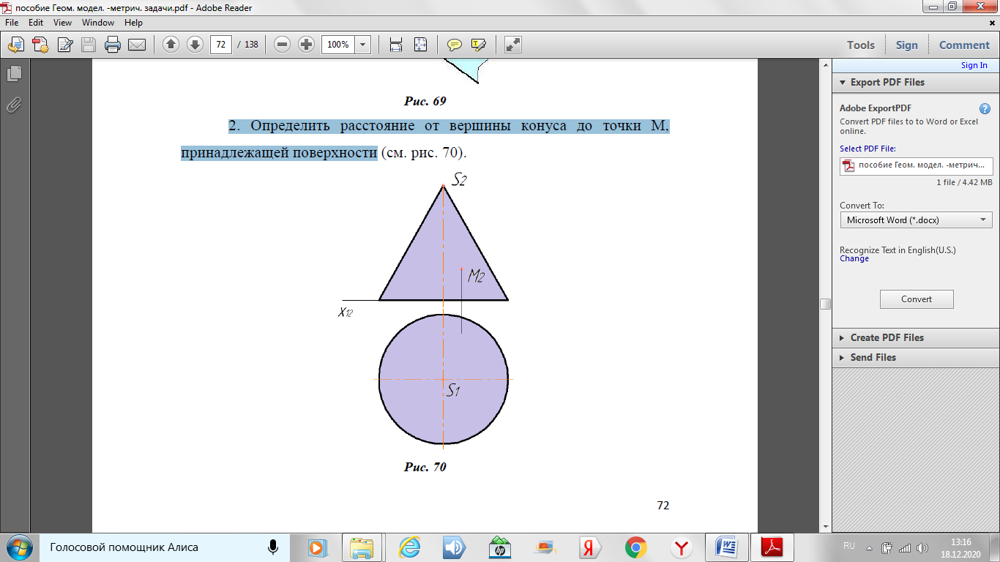 пособие Геом. модел. -метрич. задачи.pdf - Adobe Reader
File Edit View Window Help
72 / 138 100% Tools Sign Comment
Sign In
Export PDF Files
Adobe ExportPDF
Convert PDF files to to Word or Excel
online.
Select PDF File:
пособие Геом. модел. -метрич...
1 file / 4.42 MB
Convert To:
Microsoft Word (*.docx)
Recognize Text in English(U.S.)
Change
Convert
Create PDF Files
Send Files
Рис. 69
2. Определить расстояние от вершины конуса до точки М,
принадлежащей поверхности (см. рис. 70).
S2
M2
X12
S1
Рис. 70
72
Голосовой помощник Алиса
RU
13:16
18.12.2020